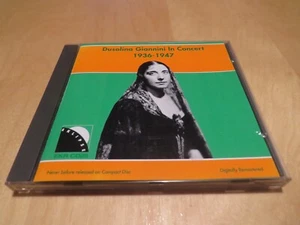 Dusolina Giannini In Concert
1936-1947
Never before released on Compact Disc
Digitally Remastered